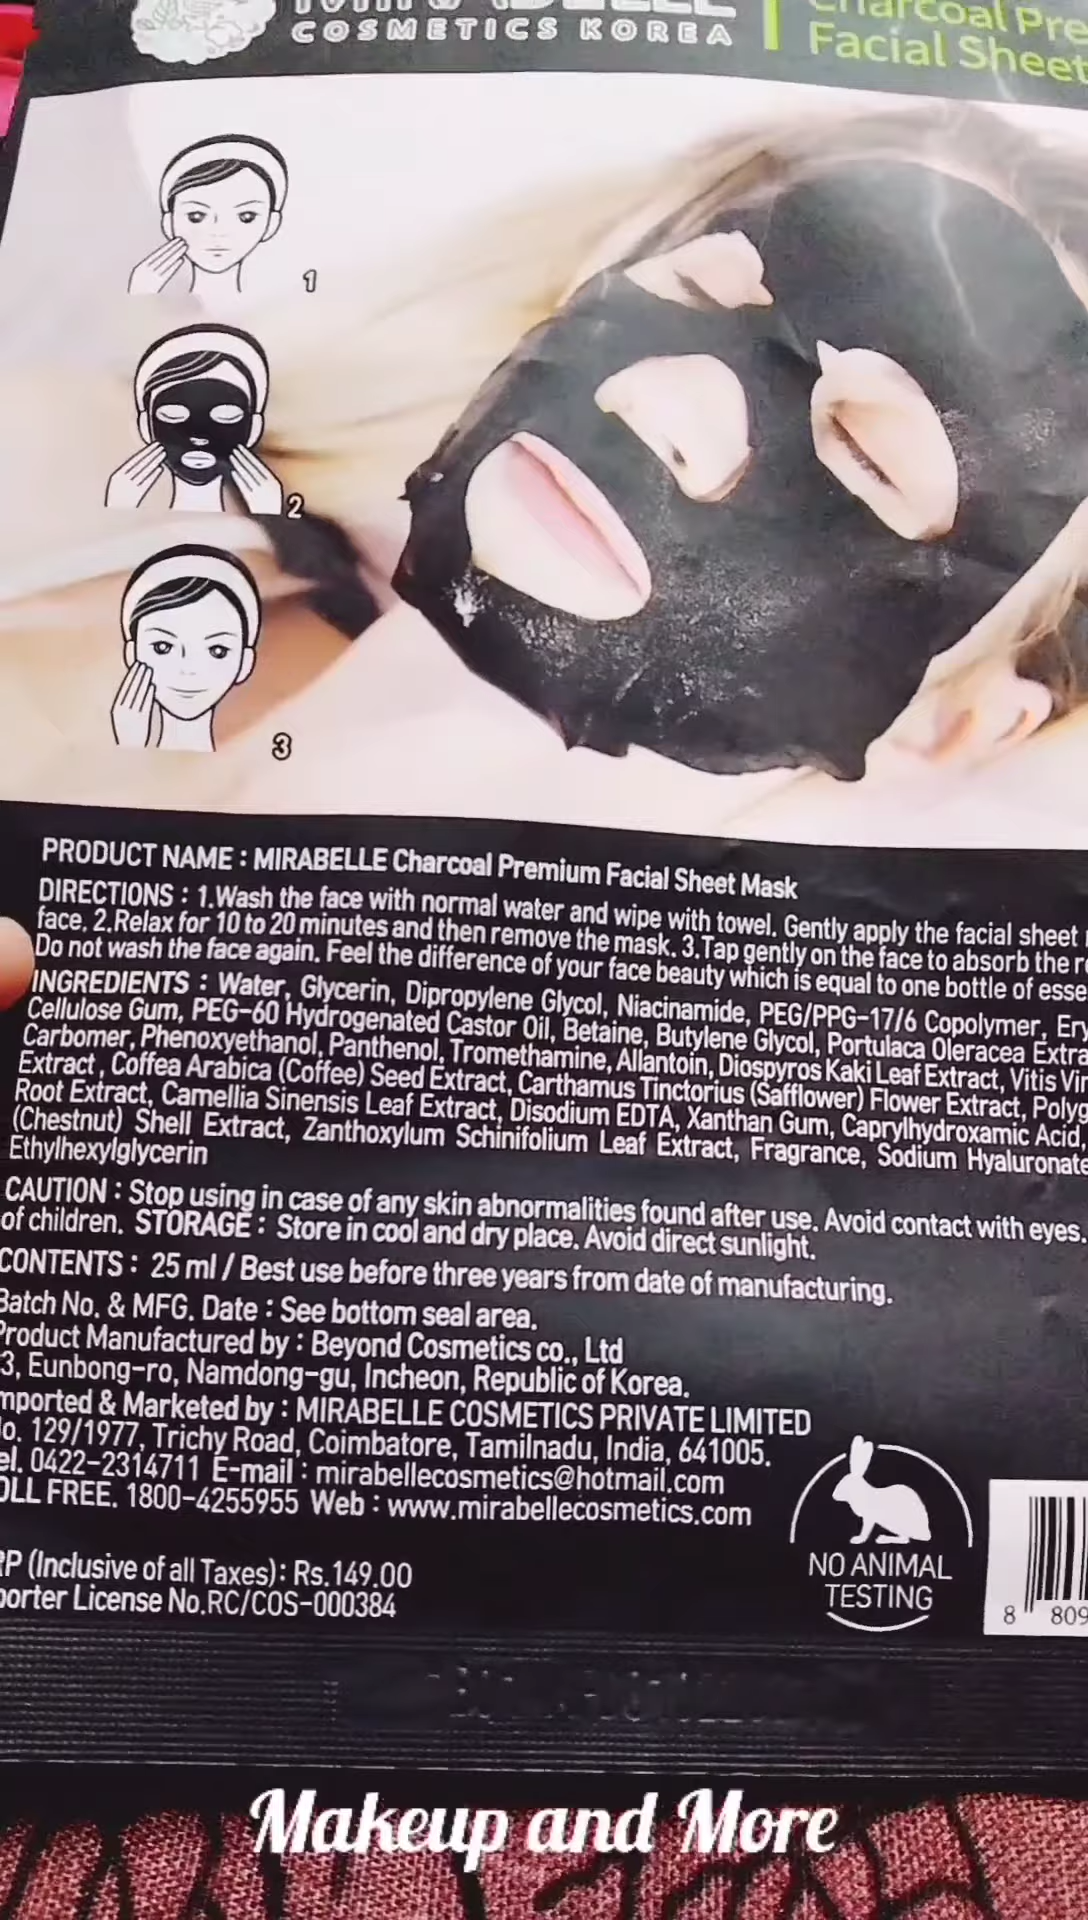 COSMETICS KOREA
Charcoal
Facial Sheet
1
2
3
PRODUCT NAME : MIRABELLE Charcoal Premium Facial Sheet Mask
DIRECTIONS : 1.Wash the face with normal water and wipe with towel. Gently apply the facial sheet
face. 2.Relax for 10 to 20 minutes and then remove the mask. 3.Tap gently on the face to absorb the
Do not wash the face again. Feel the difference of your face beauty which is equal to one bottle of
INGREDIENTS : Water, Glycerin, Dipropylene Glycol, Niacinamide, PEG/PPG-17/6 Copolymer,
Cellulose Gum, PEG-60 Hydrogenated Castor Oil, Betaine, Butylene Glycol, Portulaca Oleracea
Carbomer, Phenoxyethanol, Panthenol, Tromethamine, Allantoin, Diospyros Kaki Leaf Extract, Vitis
Extract , Coffea Arabica (Coffee) Seed Extract, Carthamus Tinctorius (Safflower) Flower Extract,
Root Extract, Camellia Sinensis Leaf Extract, Disodium EDTA, Xanthan Gum, Caprylhydroxamic Acid,
(Chestnut) Shell Extract, Zanthoxylum Schinifolium Leaf Extract, Fragrance, Sodium Hyaluronate
Ethylhexylglycerin
CAUTION : Stop using in case of any skin abnormalities found after use. Avoid contact with eyes.
of children. STORAGE : Store in cool and dry place. Avoid direct sunlight.
CONTENTS : 25 ml / Best use before three years from date of manufacturing.
Batch No. & MFG. Date : See bottom seal area.
Product Manufactured by : Beyond Cosmetics co., Ltd
3, Eunbong-ro, Namdong-gu, Incheon, Republic of Korea.
mported & Marketed by : MIRABELLE COSMETICS PRIVATE LIMITED
o. 129/1977, Trichy Road, Coimbatore, Tamilnadu, India, 641005.
el. 0422-2314711 E-mail : mirabellecosmetics@hotmail.com
OLL FREE. 1800-4255955 Web : www.mirabellecosmetics.com
RP (Inclusive of all Taxes): Rs.149.00
porter License No.RC/COS-000384
NO ANIMAL
TESTING
8 809
Makeup and More